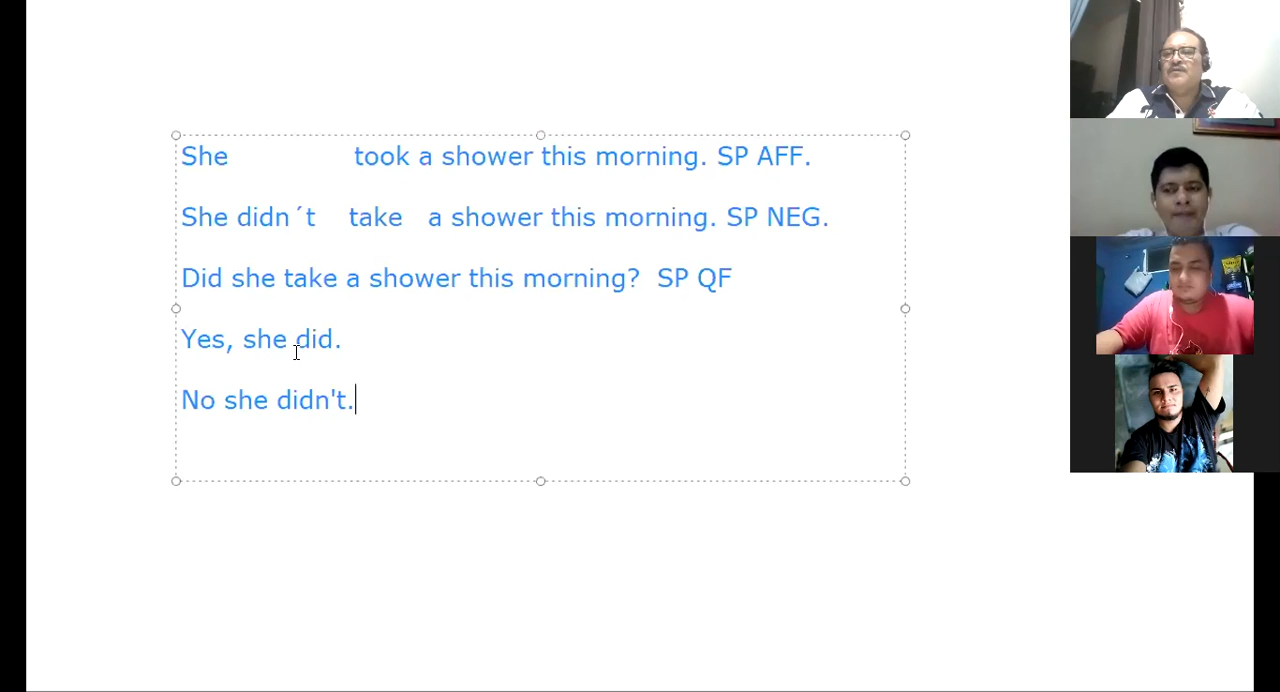 She took a shower this morning. SP AFF.
She didn´t take a shower this morning. SP NEG.
Did she take a shower this morning? SP QF
Yes, she did.
No she didn't.